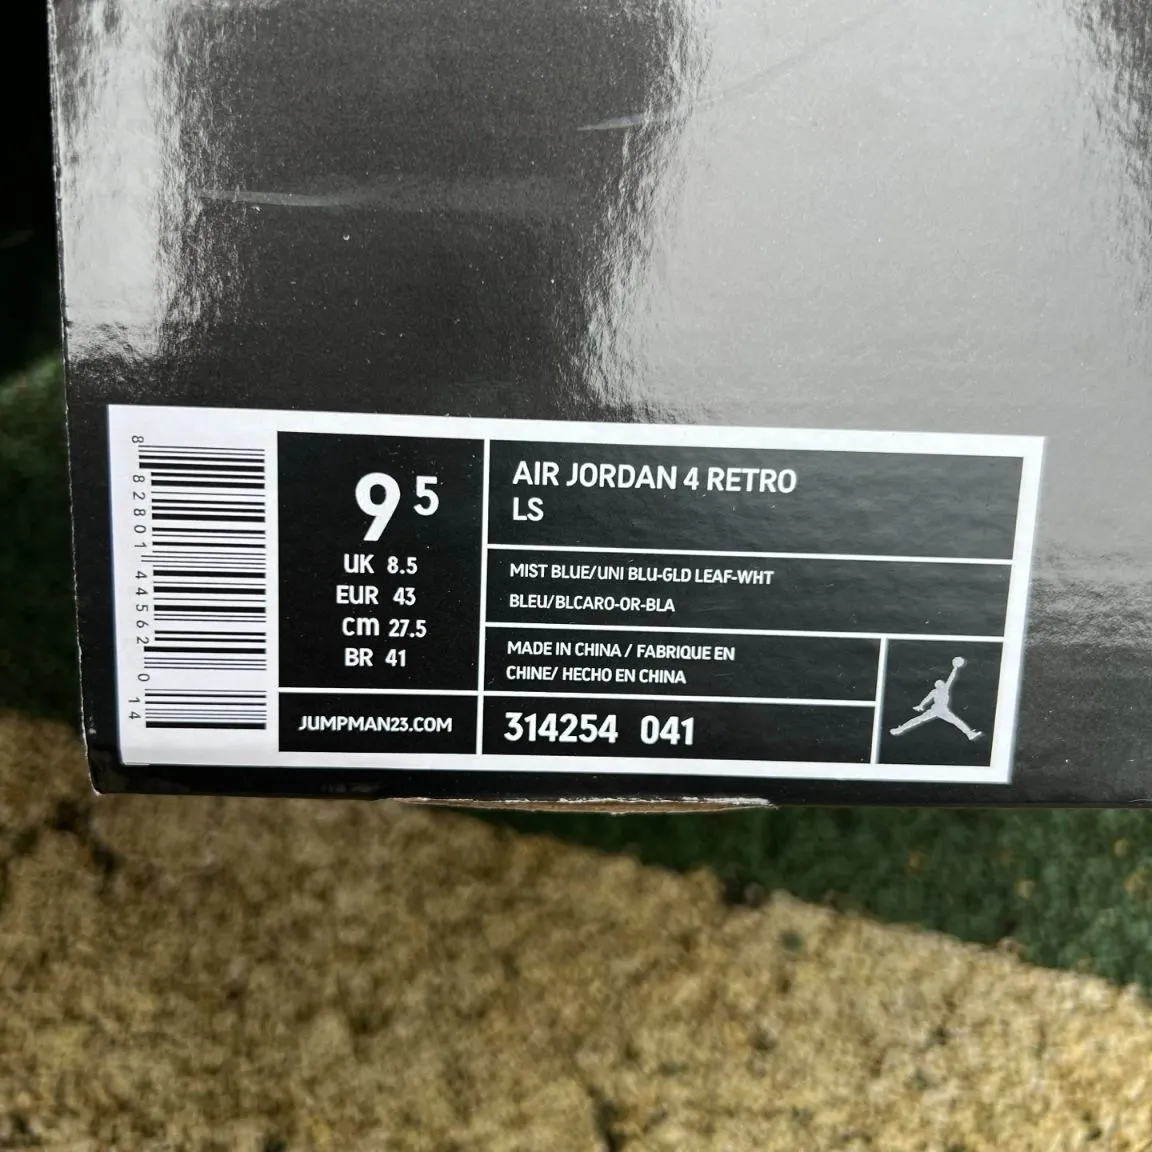 8 82801 44562 0 14
9 5
UK 8.5
EUR 43
cm 27.5
BR 41
JUMPMAN23.COM
AIR JORDAN 4 RETRO
LS
MIST BLUE/UNI BLU-GLD LEAF-WHT
BLEU/BLCARO-OR-BLA
MADE IN CHINA / FABRIQUE EN
CHINE/ HECHO EN CHINA
314254 041